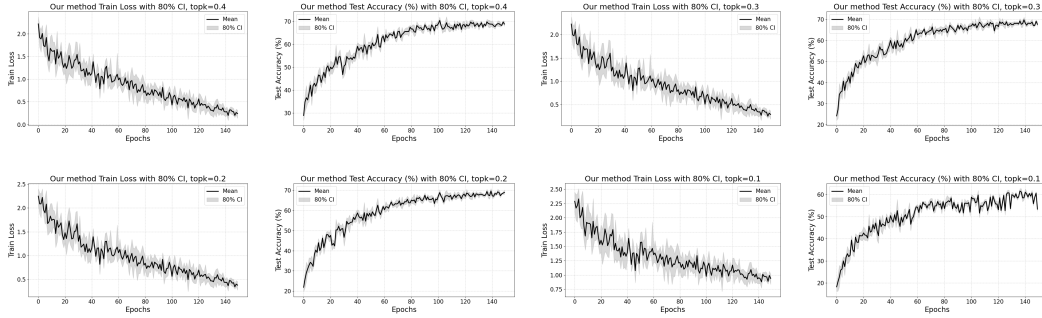 Our method Train Loss with 80% CI, topk=0.4
Mean
80% CI
Train Loss
2.0
1.5
1.0
0.5
0.0
0 20 40 60 80 100 120 140
Epochs
Our method Test Accuracy (%) with 80% CI, topk=0.4
Mean
80% CI
Test Accuracy (%)
70
60
50
40
30
0 20 40 60 80 100 120 140
Epochs
Our method Train Loss with 80% CI, topk=0.3
Mean
80% CI
Train Loss
2.0
1.5
1.0
0.5
0 20 40 60 80 100 120 140
Epochs
Our method Test Accuracy (%) with 80% CI, topk=0.3
Mean
80% CI
Test Accuracy (%)
70
60
50
40
30
20
0 20 40 60 80 100 120 140
Epochs
Our method Train Loss with 80% CI, topk=0.2
Mean
80% CI
Train Loss
2.5
2.0
1.5
1.0
0.5
0 20 40 60 80 100 120 140
Epochs
Our method Test Accuracy (%) with 80% CI, topk=0.2
Mean
80% CI
Test Accuracy (%)
70
60
50
40
30
20
0 20 40 60 80 100 120 140
Epochs
Our method Train Loss with 80% CI, topk=0.1
Mean
80% CI
Train Loss
2.50
2.25
2.00
1.75
1.50
1.25
1.00
0.75
0 20 40 60 80 100 120 140
Epochs
Our method Test Accuracy (%) with 80% CI, topk=0.1
Mean
80% CI
Test Accuracy (%)
60
50
40
30
20
0 20 40 60 80 100 120 140
Epochs